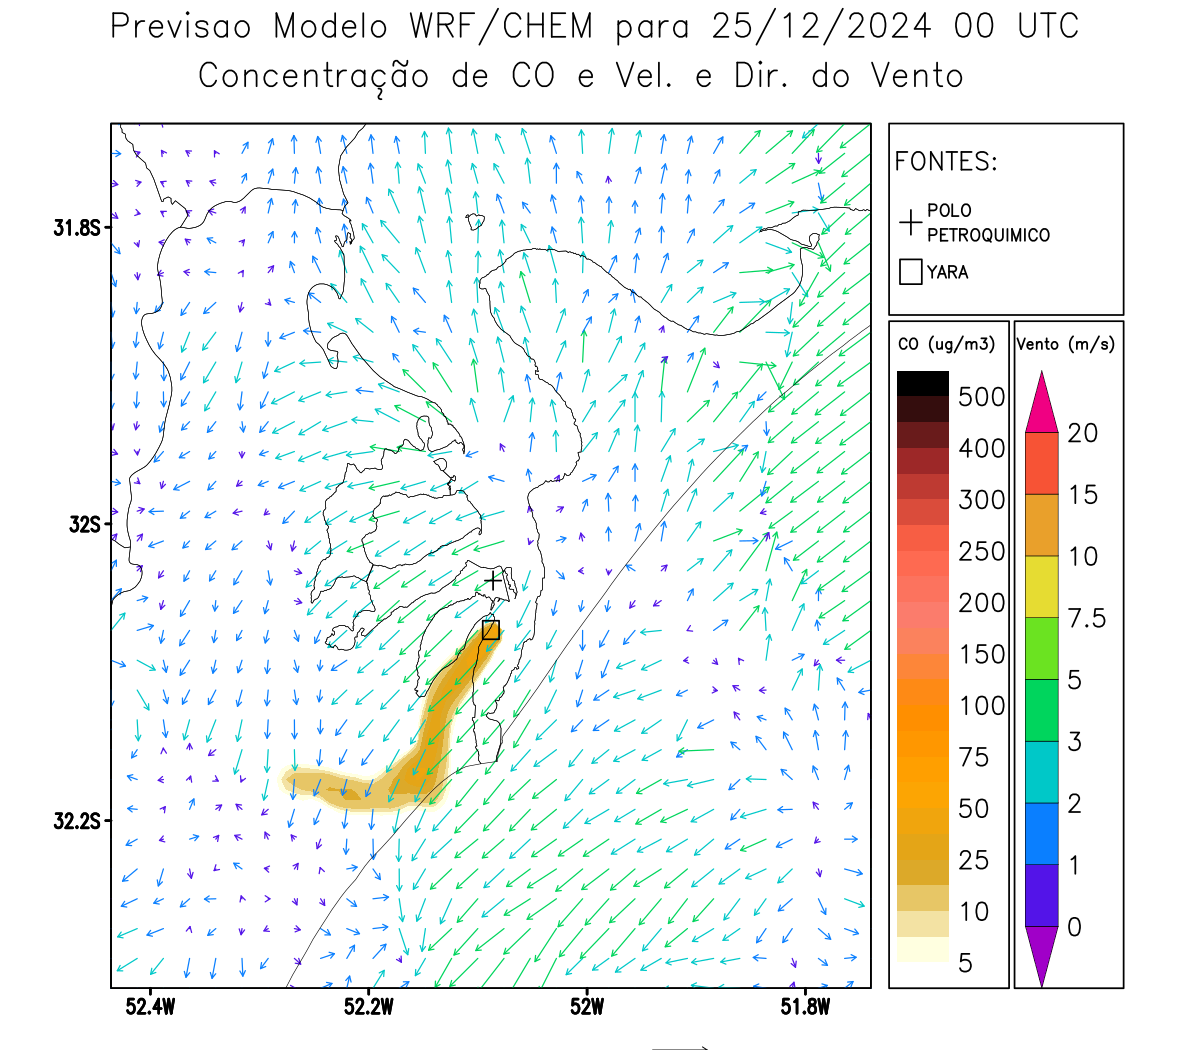 Previsao Modelo WRF/CHEM para 25/12/2024 00 UTC
Concentração de CO e Vel. e Dir. do Vento
FONTES:
POLO
PETROQUIMICO
YARA
CO (ug/m3)
500
400
300
250
200
150
100
75
50
25
10
5
Vento (m/s)
20
15
10
7.5
5
3
2
1
0
31.8S
32S
32.2S
52.4W
52.2W
52W
51.8W